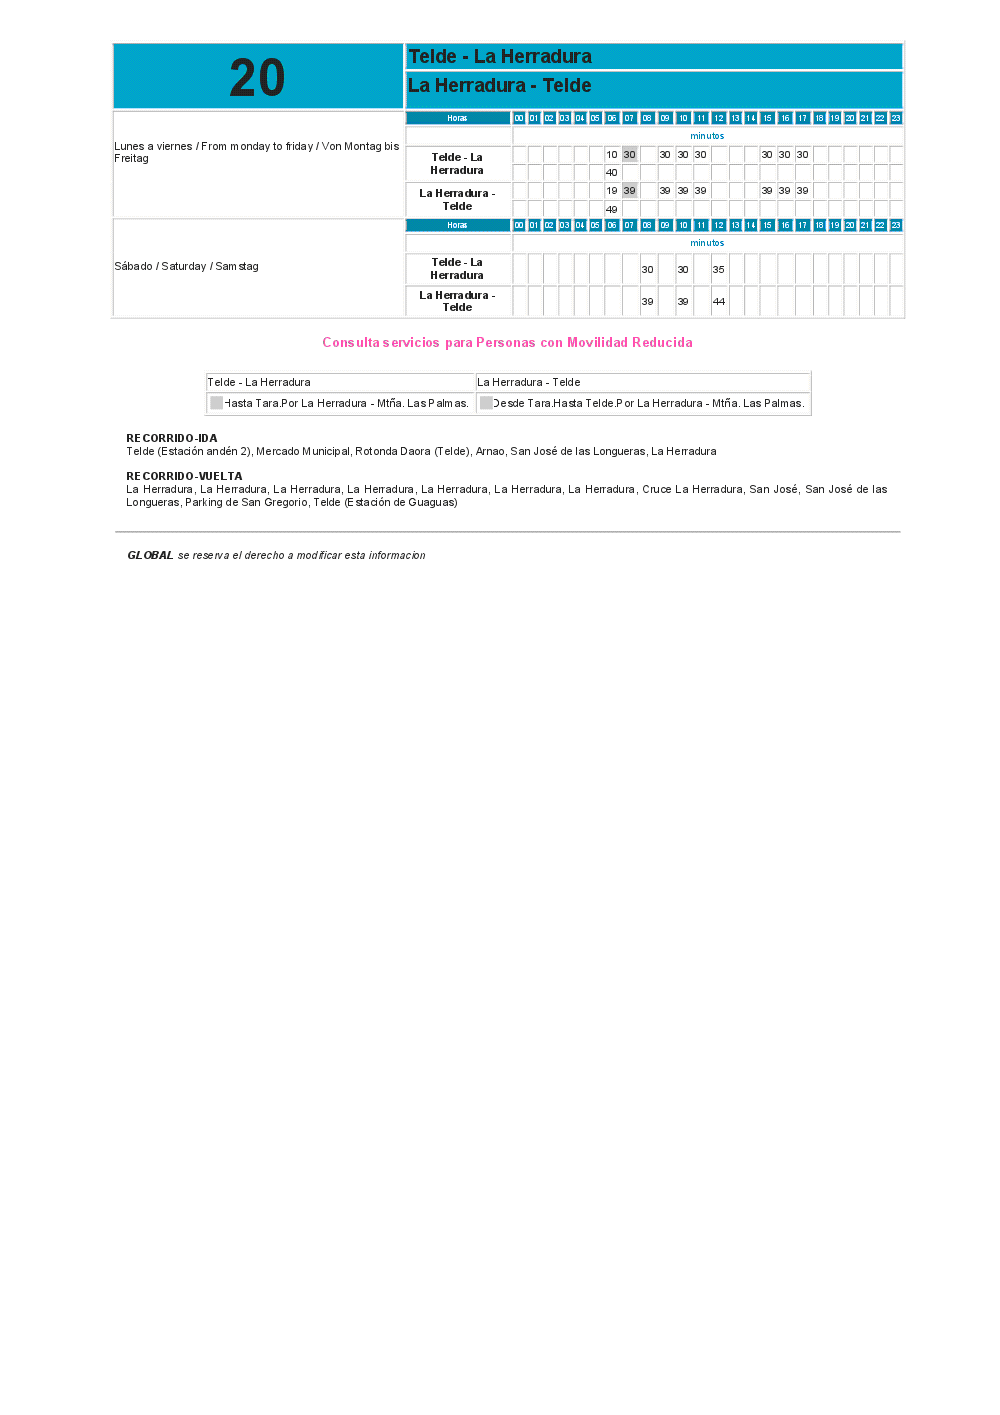 20
Telde - La Herradura
La Herradura - Telde
Horas 00 01 02 03 04 05 06 07 08 09 10 11 12 13 14 15 16 17 18 19 20 21 22 23
minutos
Lunes a viernes / From monday to friday / Von Montag bis
Freitag
Telde - La
Herradura
10 30 30 30 30 30 30 30
40
La Herradura -
Telde
19 39 39 39 39 39 39 39
49
Horas 00 01 02 03 04 05 06 07 08 09 10 11 12 13 14 15 16 17 18 19 20 21 22 23
minutos
Sábado / Saturday / Samstag
Telde - La
Herradura
30 30 35
La Herradura -
Telde
39 39 44
Consulta servicios para Personas con Movilidad Reducida
Telde - La Herradura La Herradura - Telde
Hasta Tara.Por La Herradura - Mtña. Las Palmas. Desde Tara.Hasta Telde.Por La Herradura - Mtña. Las Palmas.
RECORRIDO-IDA
Telde (Estación andén 2), Mercado Municipal, Rotonda Daora (Telde), Arnao, San José de las Longueras, La Herradura
RECORRIDO-VUELTA
La Herradura, La Herradura, La Herradura, La Herradura, La Herradura, La Herradura, La Herradura, Cruce La Herradura, San José, San José de las
Longueras, Parking de San Gregorio, Telde (Estación de Guaguas)
GLOBAL se reserva el derecho a modificar esta informacion